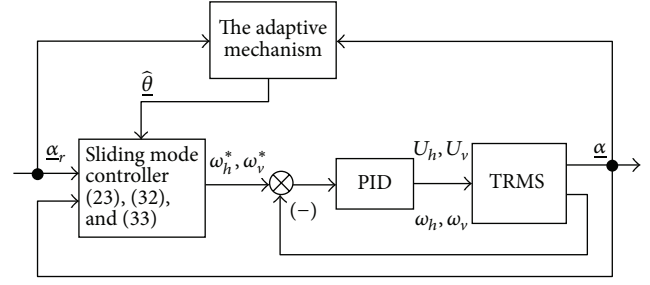 The adaptive
mechanism
θ̂
α_r
Sliding mode
controller
(23), (32),
and (33)
ω_h^*, ω_v^*
(−)
PID
U_h, U_v
ω_h, ω_v
TRMS
α